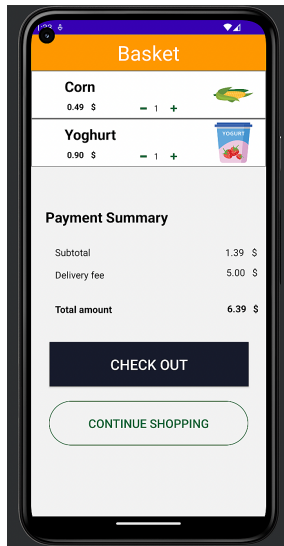 Basket
Corn
0.49 $
− 1 +
Yoghurt
0.90 $
− 1 +
YOGURT
Payment Summary
Subtotal 1.39 $
Delivery fee 5.00 $
Total amount 6.39 $
CHECK OUT
CONTINUE SHOPPING